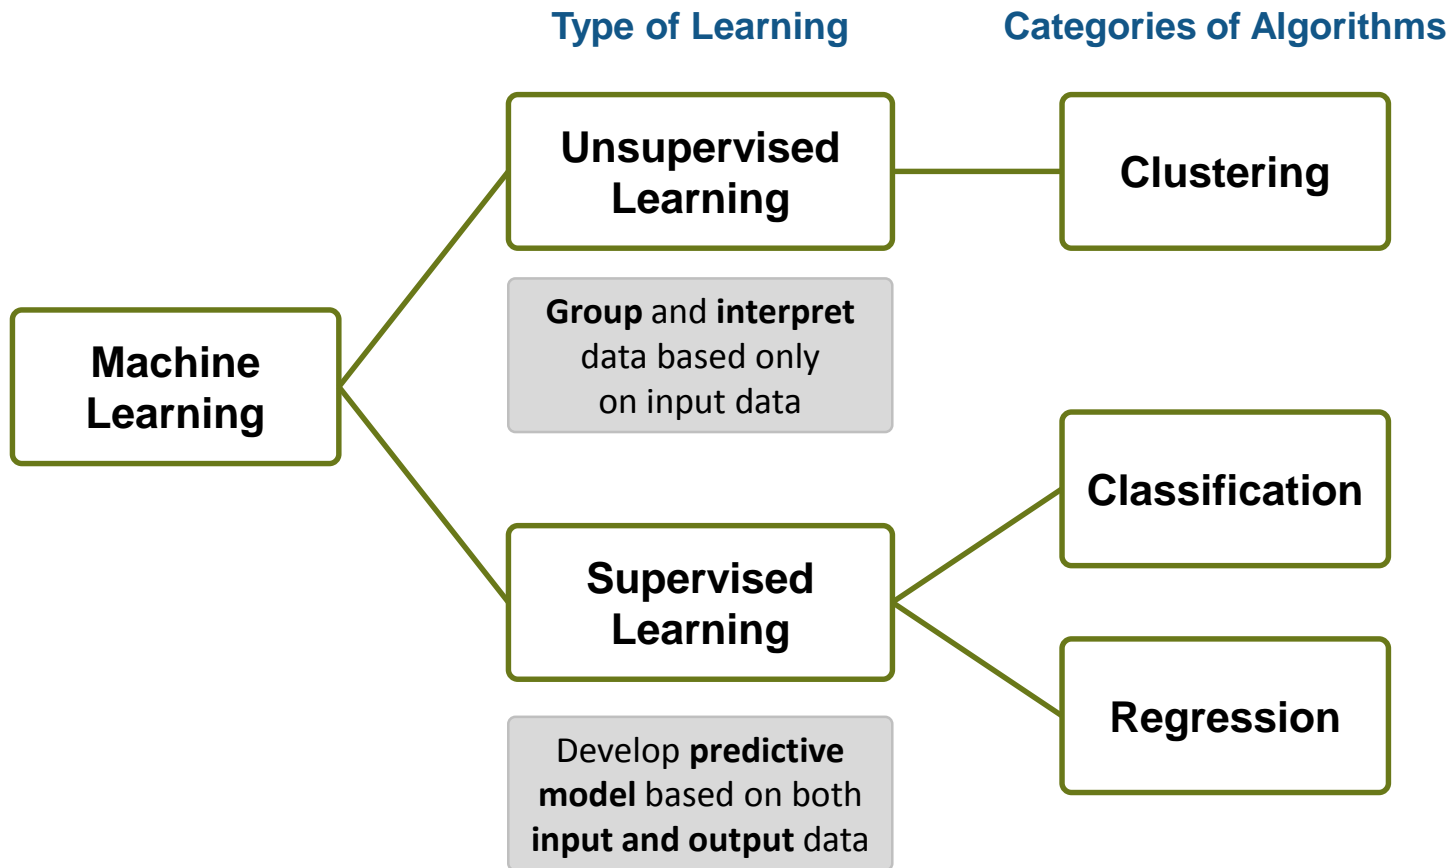 Type of Learning
Categories of Algorithms
Unsupervised
Learning
Clustering
Group and interpret
data based only
on input data
Machine
Learning
Classification
Supervised
Learning
Regression
Develop predictive
model based on both
input and output data